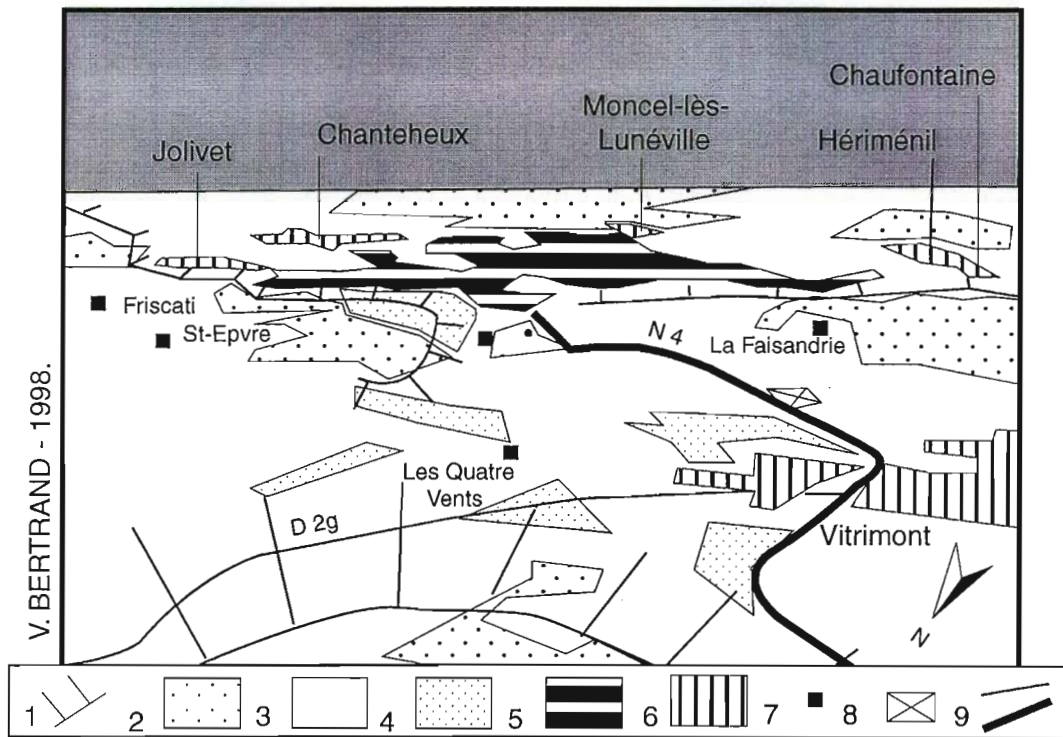 Chaufontaine
Moncel-lès-
Lunéville
Hériménil
Chanteheux
Jolivet
Friscati
St-Epvre
N 4
La Faisandrie
Les Quatre
Vents
D 2g
Vitrimont
N
V. BERTRAND - 1998.
1 2 3 4 5 6 7 8 9